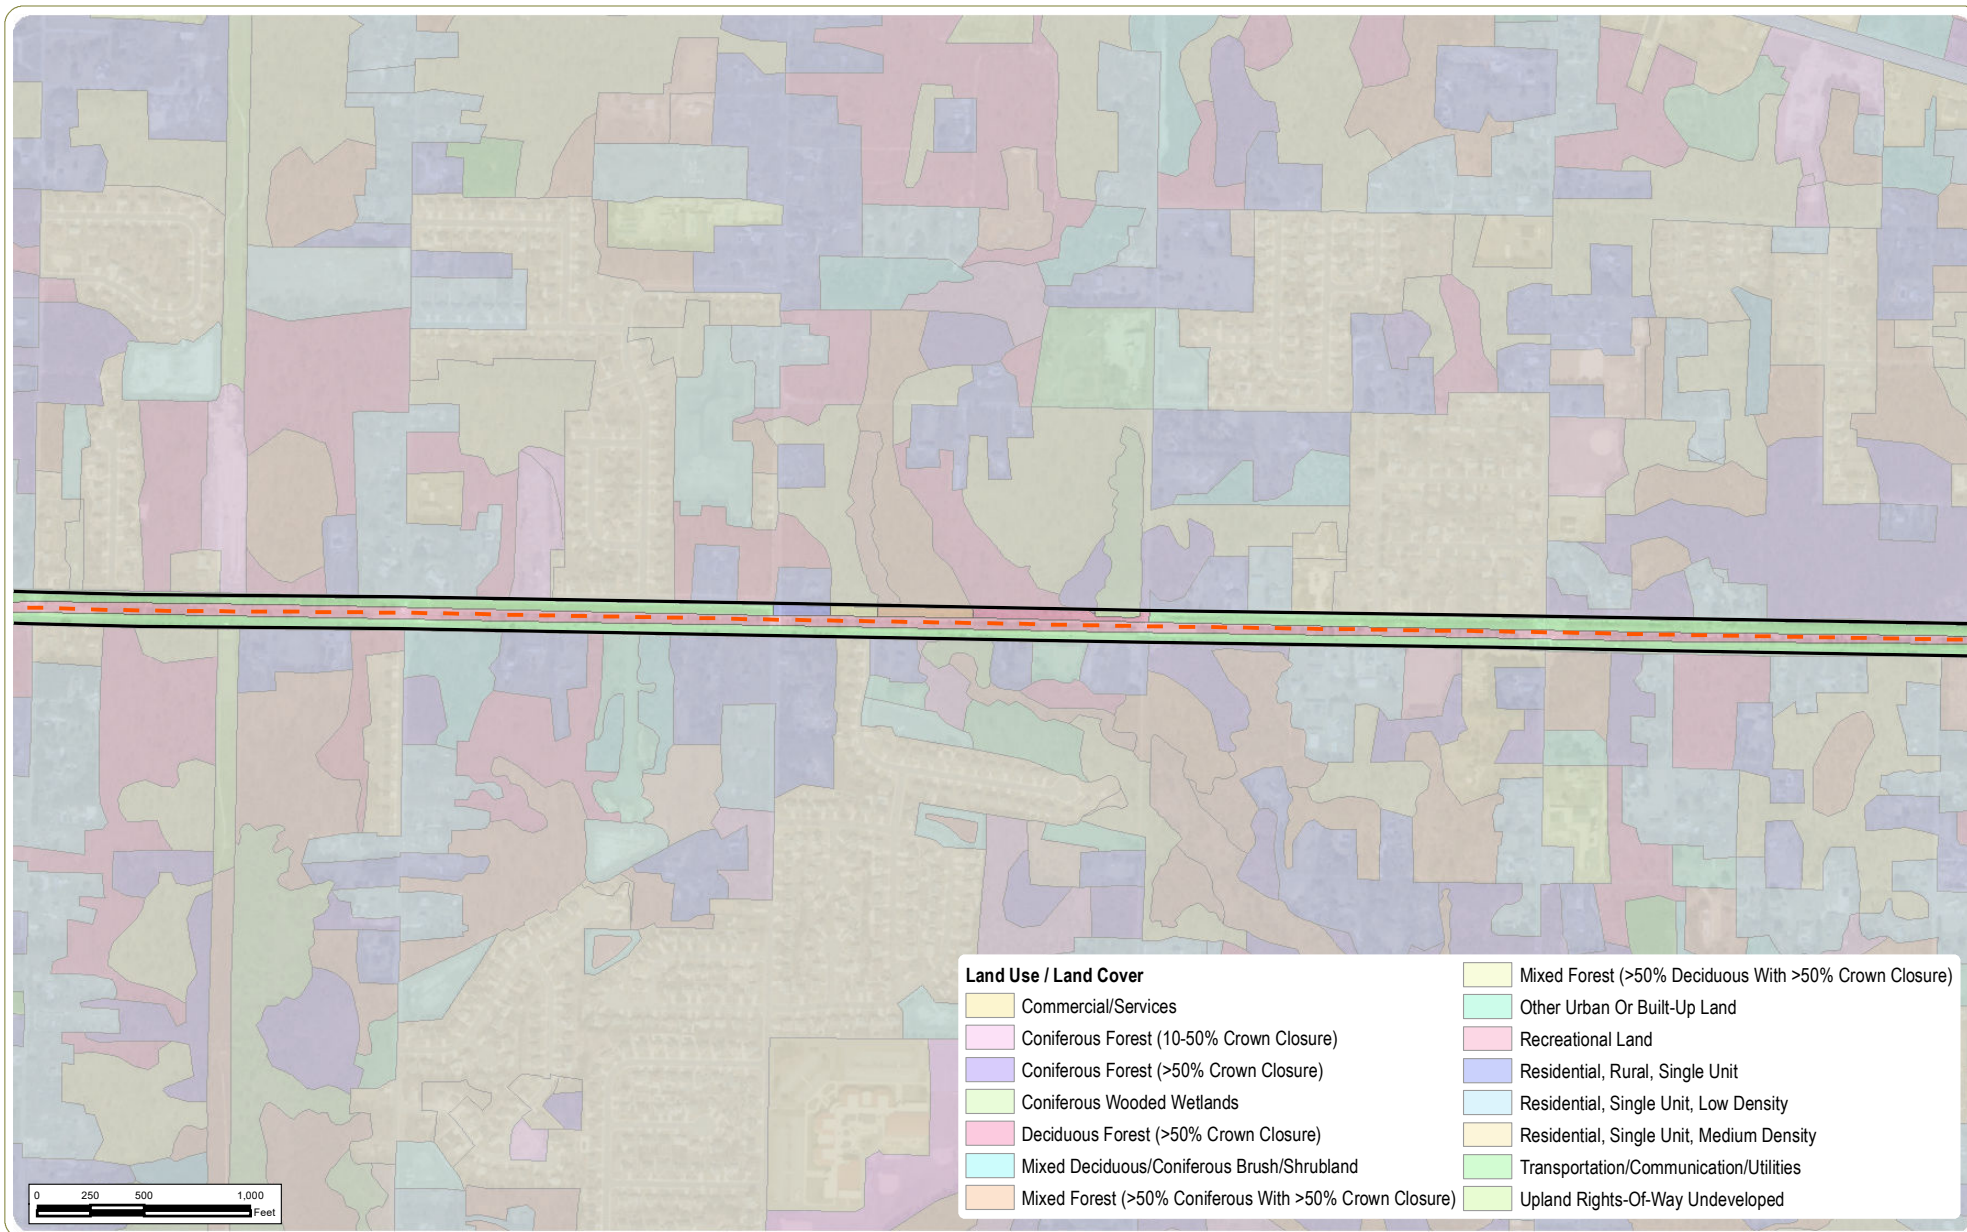 Land Use / Land Cover
Commercial/Services
Coniferous Forest (10-50% Crown Closure)
Coniferous Forest (>50% Crown Closure)
Coniferous Wooded Wetlands
Deciduous Forest (>50% Crown Closure)
Mixed Deciduous/Coniferous Brush/Shrubland
Mixed Forest (>50% Coniferous With >50% Crown Closure)
Mixed Forest (>50% Deciduous With >50% Crown Closure)
Other Urban Or Built-Up Land
Recreational Land
Residential, Rural, Single Unit
Residential, Single Unit, Low Density
Residential, Single Unit, Medium Density
Transportation/Communication/Utilities
Upland Rights-Of-Way Undeveloped
0 250 500 1,000
Feet